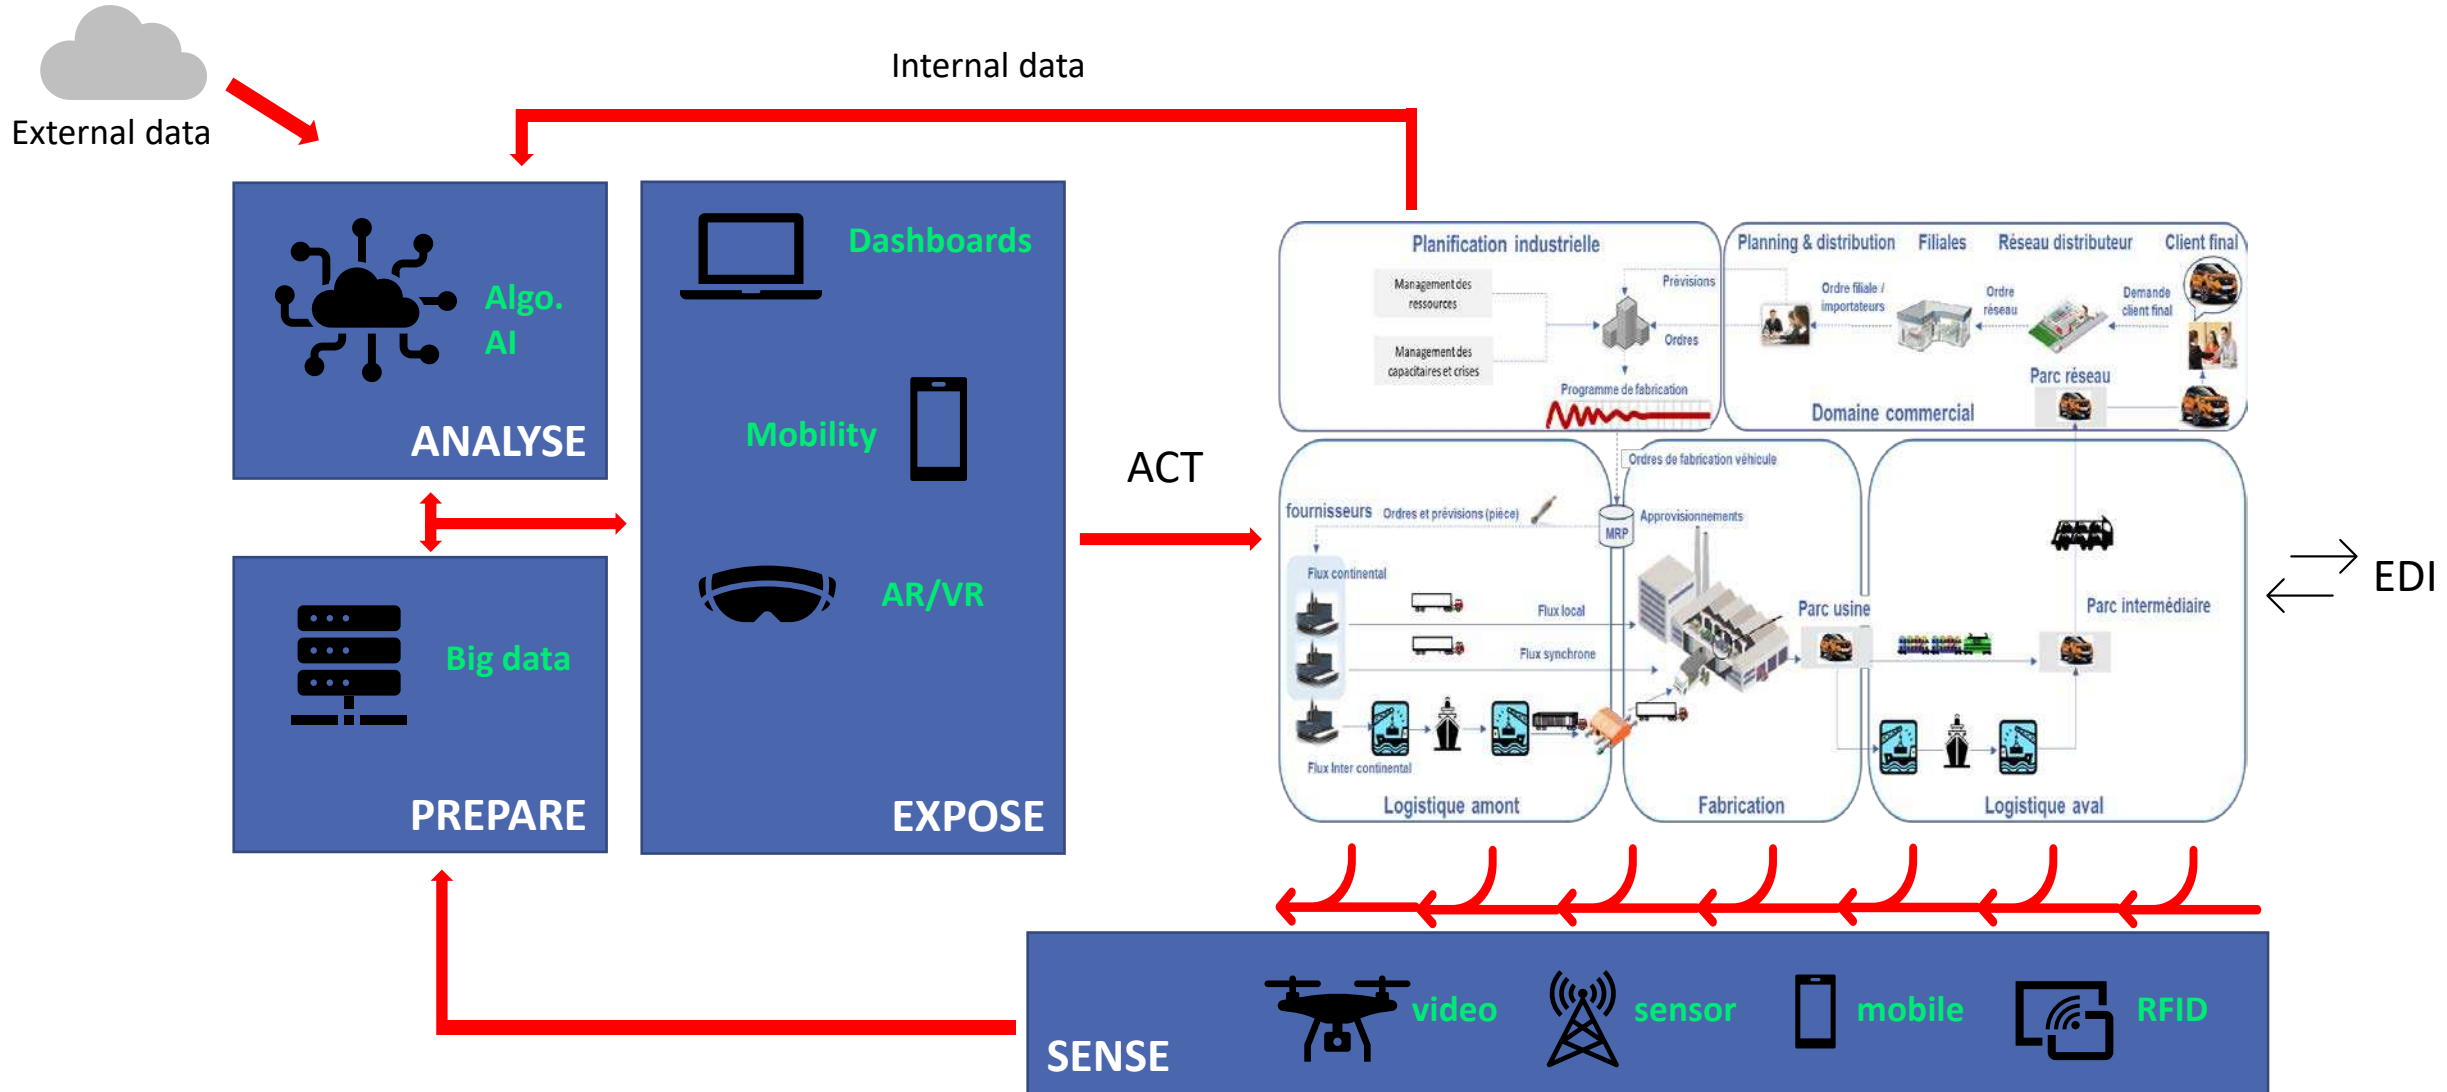 External data
Internal data
Algo.
AI
ANALYSE
Big data
PREPARE
Dashboards
Mobility
AR/VR
EXPOSE
ACT
Planification industrielle
Management des
ressources
Management des
capacitaires et crises
Prévisions
Ordres
Programme de fabrication
Planning & distribution
Filiales
Réseau distributeur
Client final
Ordre filiale /
importateurs
Ordre
réseau
Demande
client final
Parc réseau
Domaine commercial
Ordres de fabrication véhicule
fournisseurs
Ordres et prévisions (pièce)
MRP
Approvisionnements
Flux continental
Flux local
Flux synchrone
Flux Inter continental
Logistique amont
Parc usine
Fabrication
Parc intermédiaire
Logistique aval
EDI
SENSE
video
sensor
mobile
RFID